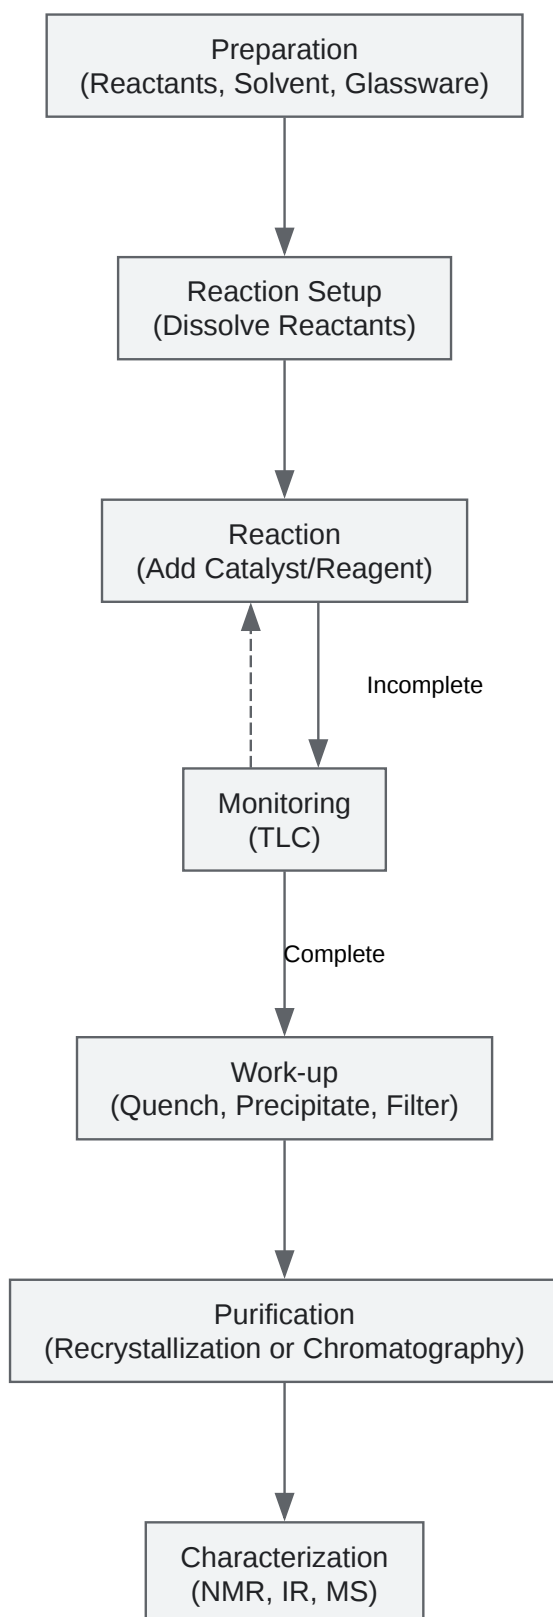 Preparation
(Reactants, Solvent, Glassware)
Reaction Setup
(Dissolve Reactants)
Reaction
(Add Catalyst/Reagent)
Incomplete
Monitoring
(TLC)
Complete
Work-up
(Quench, Precipitate, Filter)
Purification
(Recrystallization or Chromatography)
Characterization
(NMR, IR, MS)